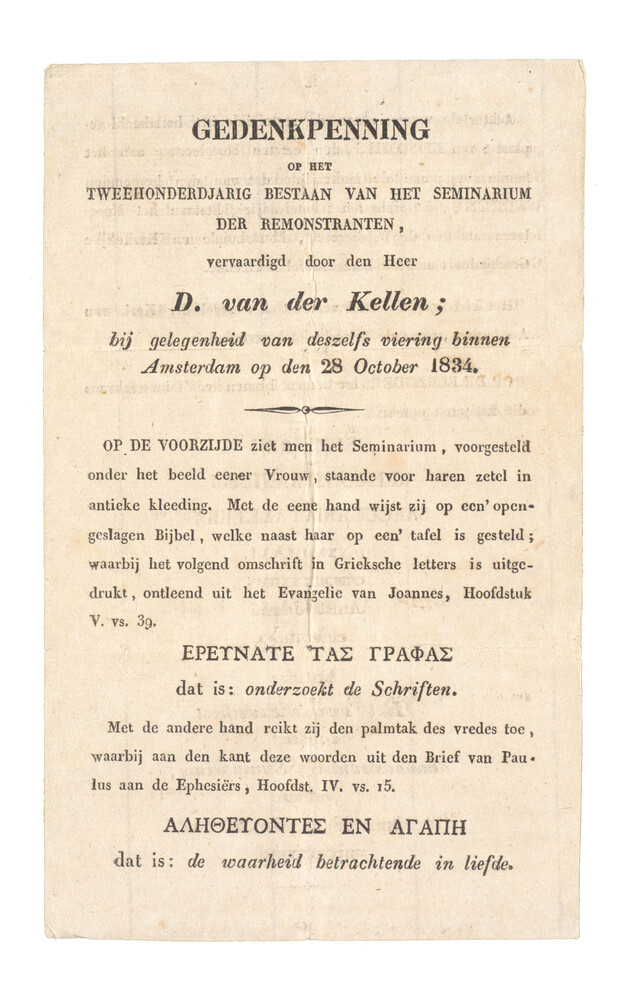 GEDENKPENNING
OP HET
TWEEHONDERDJARIG BESTAAN VAN HET SEMINARIUM
DER REMONSTRANTEN,
vervaardigd door den Heer
D. van der Kellen;
bij gelegenheid van deszelfs viering binnen
Amsterdam op den 28 October 1834.
OP DE VOORZIJDE ziet men het Seminarium, voorgesteld
onder het beeld eener Vrouw, staande voor haren zetel in
antieke kleeding. Met de eene hand wijst zij op een' open-
geslagen Bijbel, welke naast haar op een' tafel is gesteld;
waarbij het volgend omschrift in Grieksche letters is uitge-
drukt, ontleend uit het Evangelie van Joannes, Hoofdstuk
V. vs. 39.
ΕΡΕΥΝΑΤΕ ΤΑΣ ΓΡΑΦΑΣ
dat is: onderzoekt de Schriften.
Met de andere hand reikt zij den palmtak des vredes toe,
waarbij aan den kant deze woorden uit den Brief van Pau-
lus aan de Ephesiërs, Hoofdst. IV. vs. 15.
ΑΛΗΘΕΥΟΝΤΕΣ ΕΝ ΑΓΑΠΗ
dat is: de waarheid betrachtende in liefde.